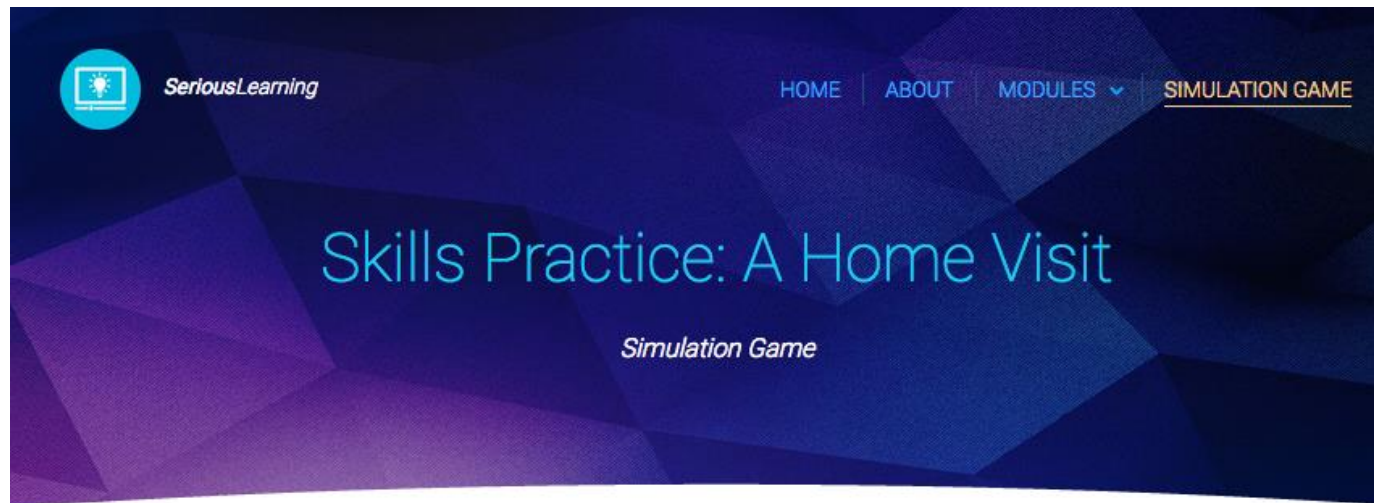 SeriousLearning
HOME ABOUT MODULES SIMULATION GAME
Skills Practice: A Home Visit
Simulation Game